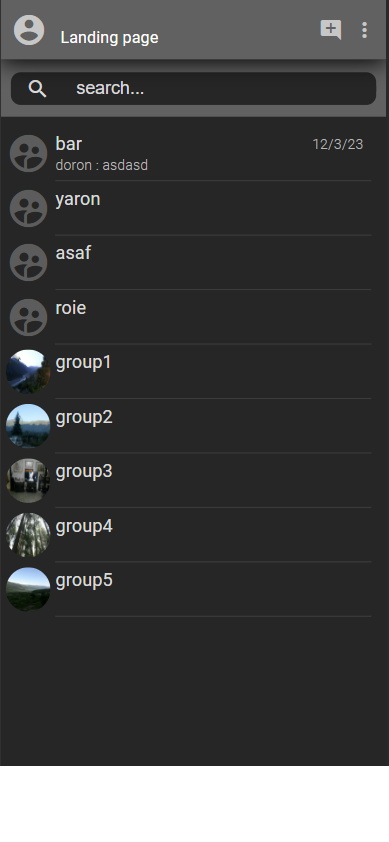 Landing page
search...
bar 12/3/23
doron : asdasd
yaron
asaf
roie
group1
group2
group3
group4
group5